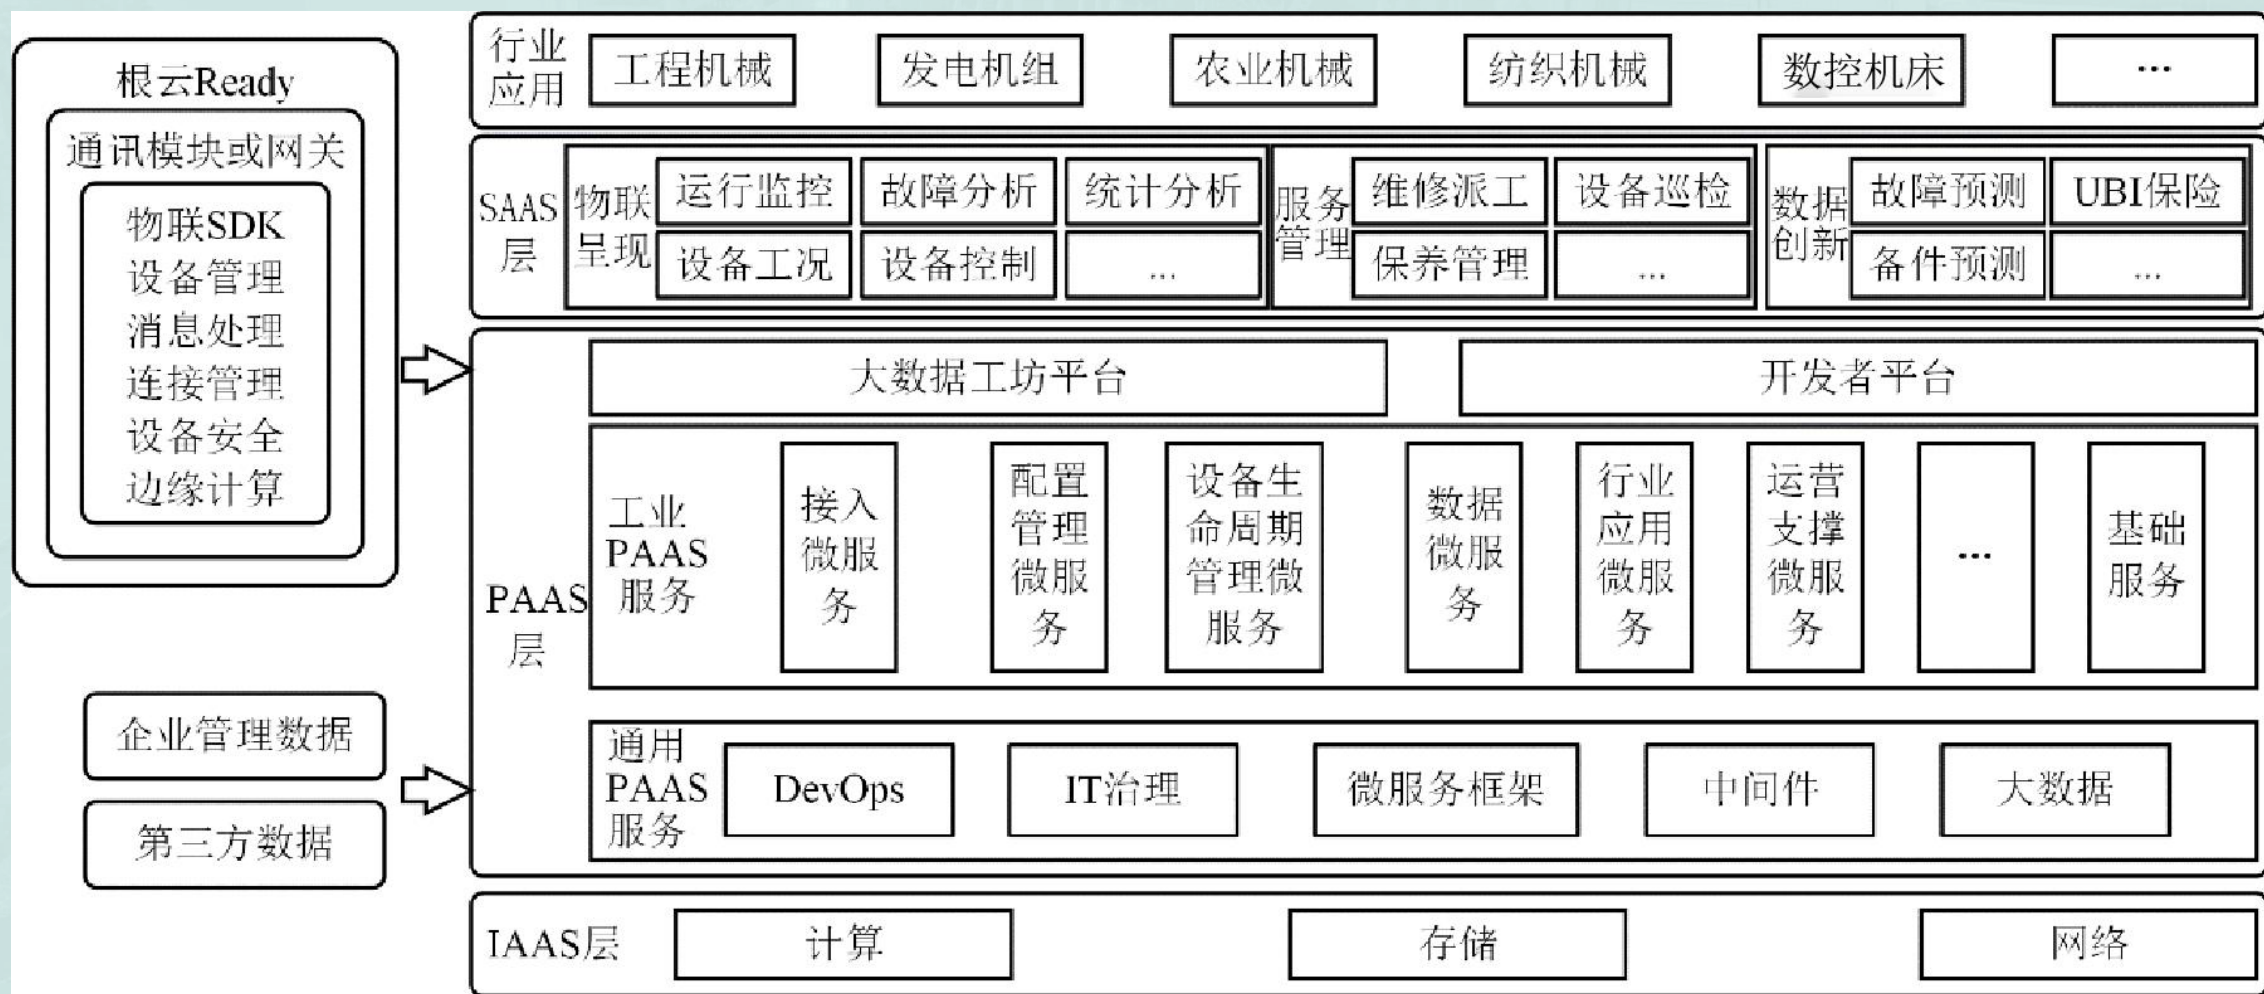 根云Ready
通讯模块或网关
物联SDK
设备管理
消息处理
连接管理
设备安全
边缘计算
企业管理数据
第三方数据
行业
应用
工程机械
发电机组
农业机械
纺织机械
数控机床
...
SAAS
层
物联
呈现
运行监控
故障分析
统计分析
设备工况
设备控制
...
服务
管理
维修派工
设备巡检
保养管理
...
数据
创新
故障预测
UBI保险
备件预测
...
PAAS
层
大数据工坊平台
开发者平台
工业
PAAS
服务
接入
微服
务
配置
管理
微服
务
设备生
命周期
管理微
服务
数据
微服
务
行业
应用
微服
务
运营
支撑
微服
务
...
基础
服务
通用
PAAS
服务
DevOps
IT治理
微服务框架
中间件
大数据
IAAS层
计算
存储
网络